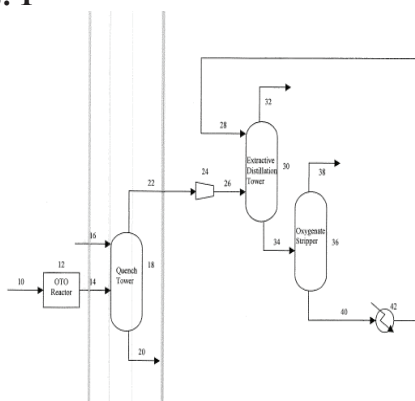 32
38
28
24
Extractive
Distillation
Tower
30
22
26
16
34
Oxygenate
Stripper
36
12
OTO
Reactor
10
14
Quench
Tower
18
40
42
20